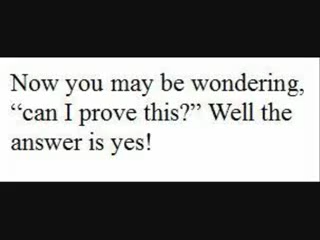 Now you may be wondering,
“can I prove this?” Well the
answer is yes!